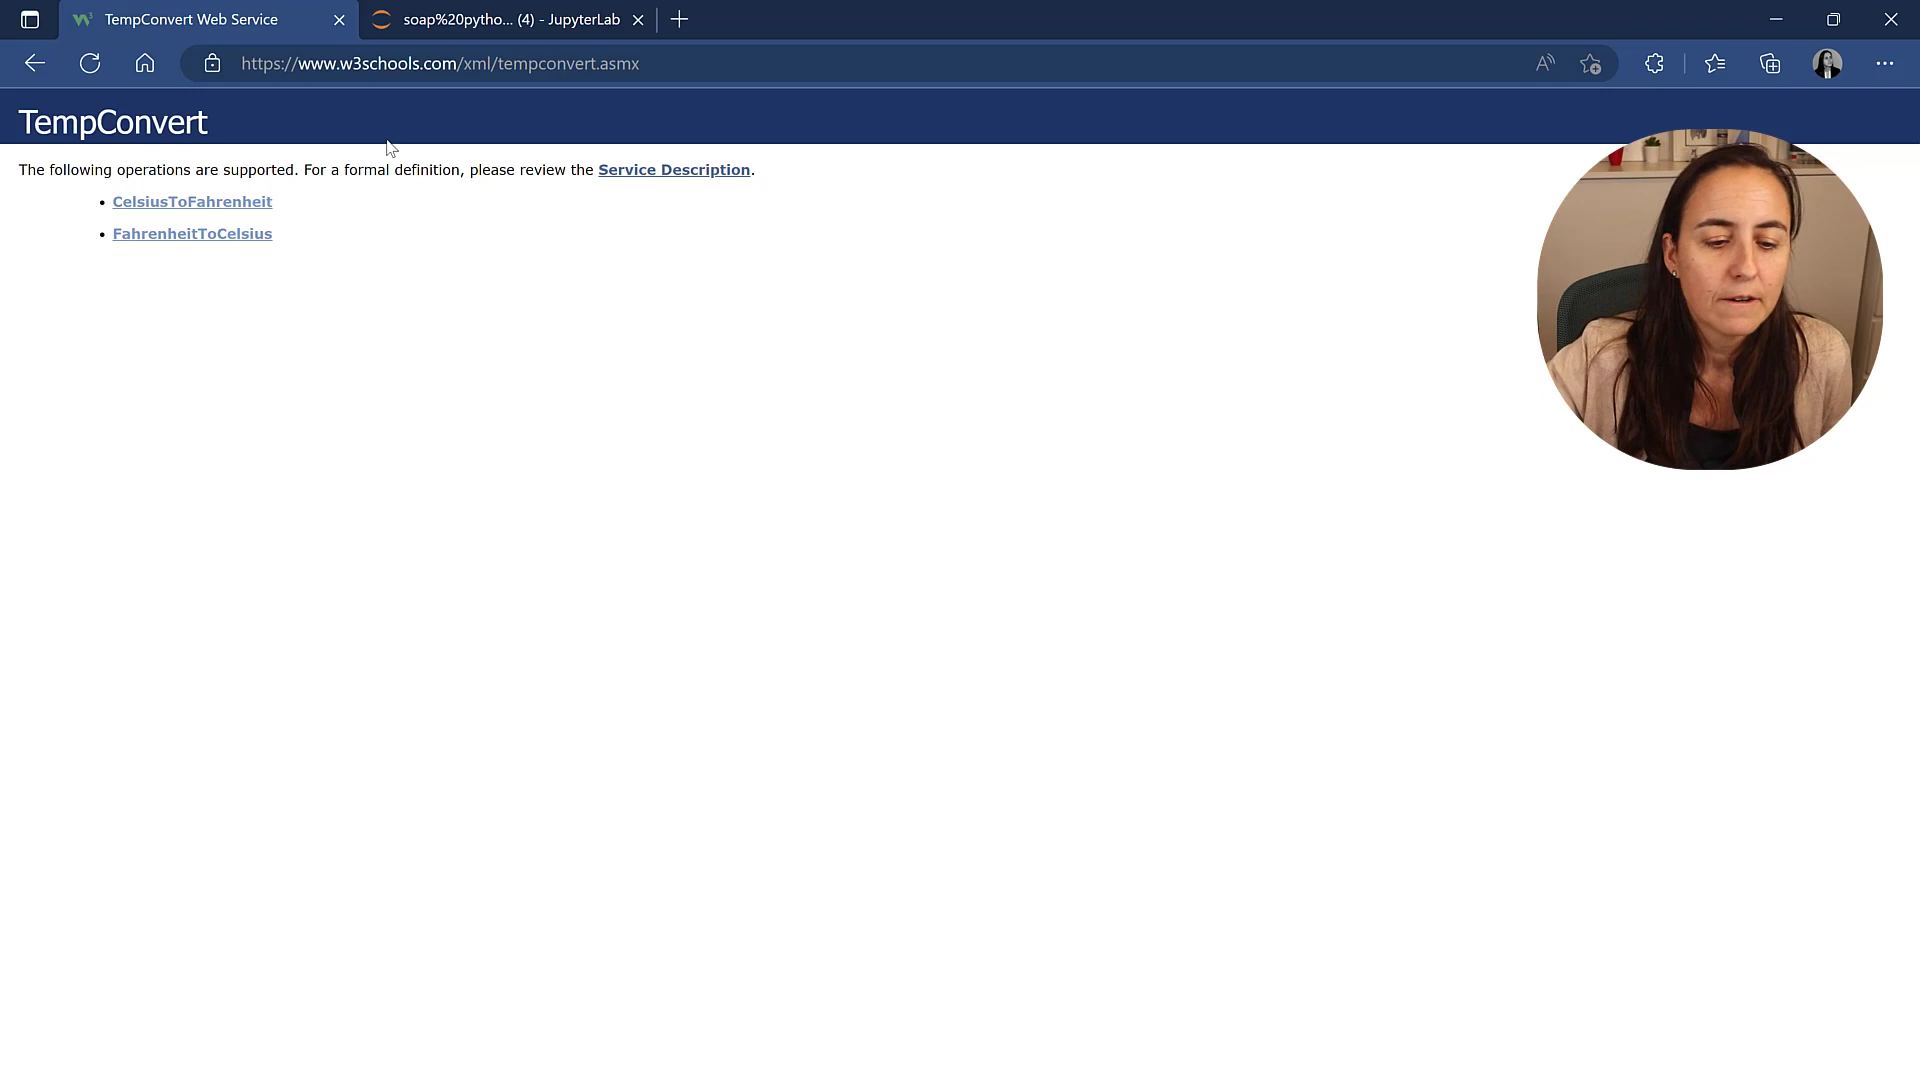 TempConvert Web Service
soap%20pytho... (4) - JupyterLab
https://www.w3schools.com/xml/tempconvert.asmx
TempConvert
The following operations are supported. For a formal definition, please review the Service Description.
• CelsiusToFahrenheit
• FahrenheitToCelsius